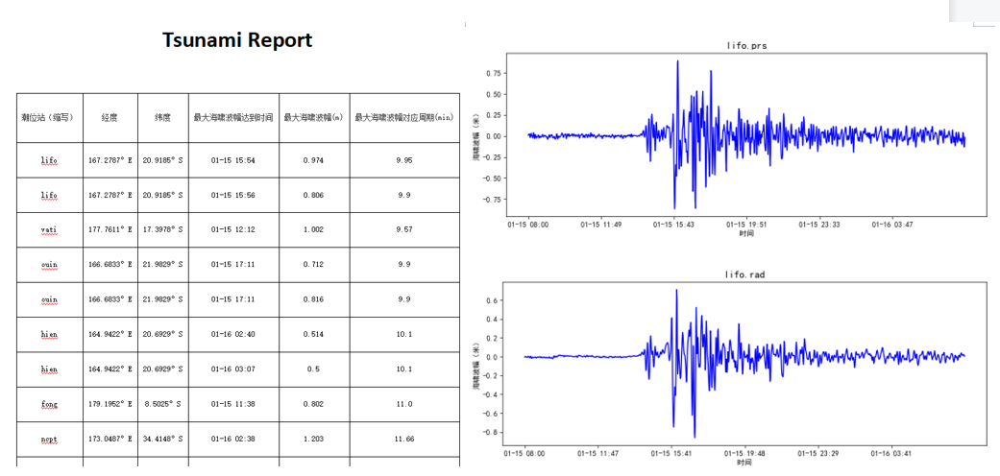 Tsunami Report
潮位站（缩写） 经度 纬度 最大海啸波幅达到时间 最大海啸波幅(m) 最大海啸波幅对应周期(min)
lifo 167.2787° E 20.9185° S 01-15 15:54 0.974 9.95
lifo 167.2787° E 20.9185° S 01-15 15:56 0.806 9.9
vati 177.7611° E 17.3978° S 01-15 12:12 1.002 9.57
ouin 166.6833° E 21.9829° S 01-15 17:11 0.712 9.9
ouin 166.6833° E 21.9829° S 01-15 17:11 0.816 9.9
hien 164.9422° E 20.6929° S 01-16 02:40 0.514 10.1
hien 164.9422° E 20.6929° S 01-16 03:07 0.5 10.1
fong 179.1952° E 8.5025° S 01-15 11:38 0.802 11.0
ncpt 173.0487° E 34.4148° S 01-16 02:38 1.203 11.66
lifo.prs
海啸波幅（米）
0.75
0.50
0.25
0.00
-0.25
-0.50
-0.75
01-15 08:00 01-15 11:49 01-15 15:43 01-15 19:51 01-15 23:33 01-16 03:47
时间
lifo.rad
海啸波幅（米）
0.6
0.4
0.2
0.0
-0.2
-0.4
-0.6
-0.8
01-15 08:00 01-15 11:47 01-15 15:41 01-15 19:48 01-15 23:29 01-16 03:41
时间